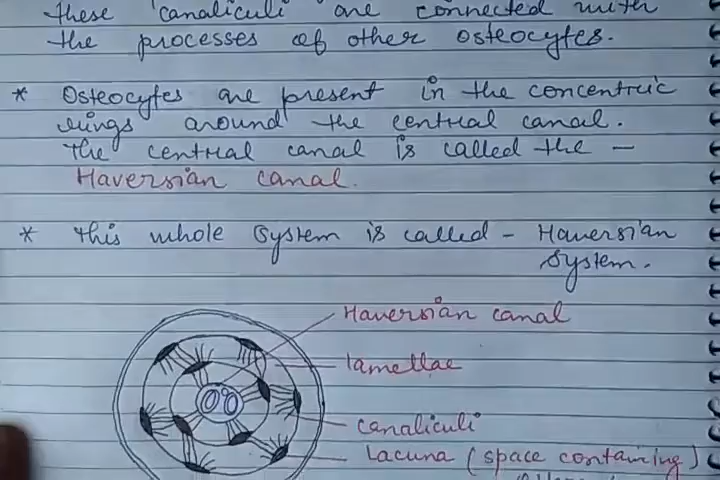 these 'canaliculi' are connected with
the processes of other osteocytes.
* Osteocytes are present in the concentric
rings around the central canal.
The central canal is called the -
Haversian canal.
* This whole system is called - Haversian
system.
Haversian canal
lamellae
canaliculi
Lacuna (space containing)